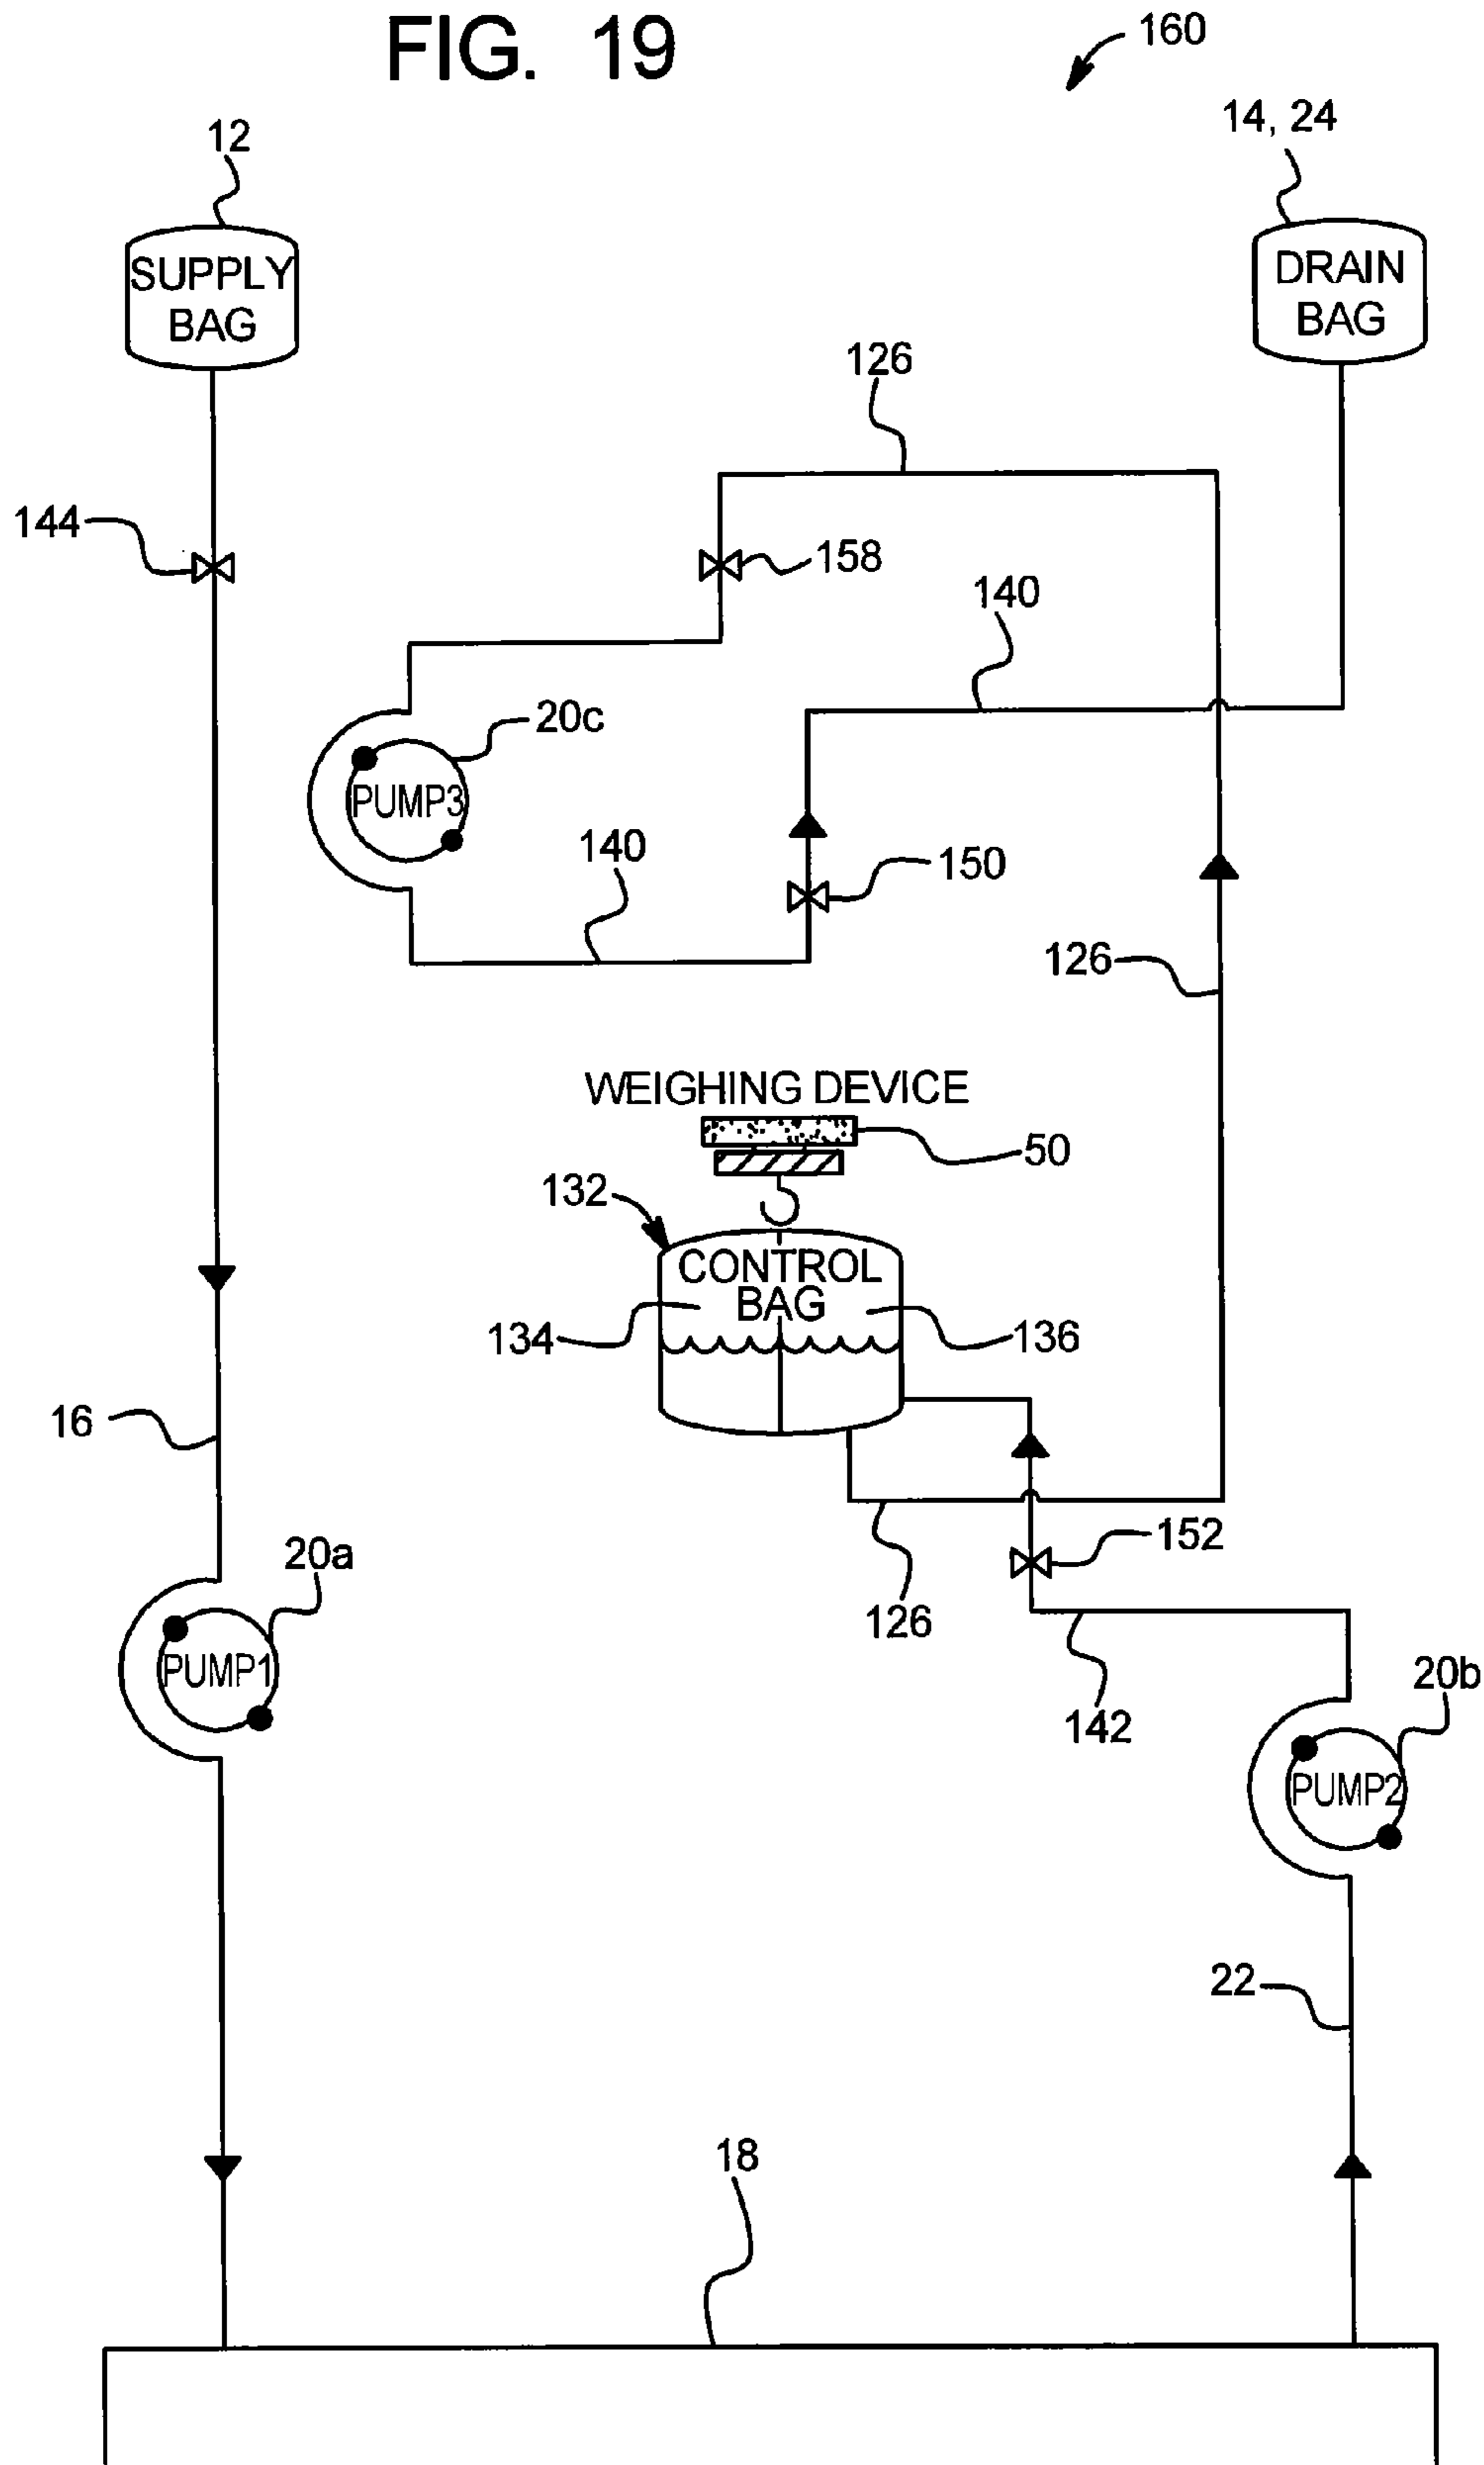 FIG. 19
160
12
14, 24
SUPPLY
BAG
DRAIN
BAG
126
144
158
140
20c
PUMP3
140
150
126
WEIGHING DEVICE
50
132
CONTROL
BAG
134
136
16
152
20a
126
PUMP1
142
20b
PUMP2
22
18